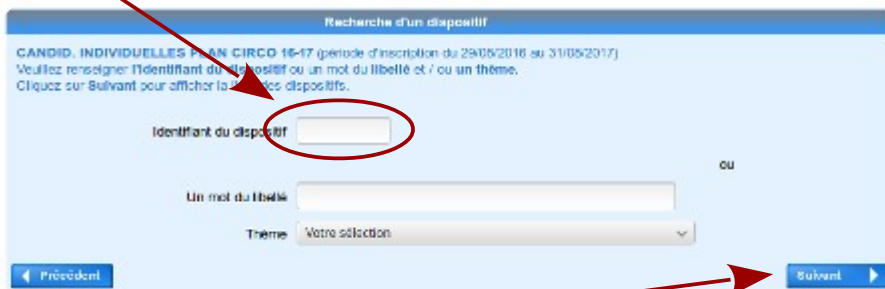 Recherche d'un dispositif
CANDID. INDIVIDUELLES PLAN CIRCO 16-17 (période d'inscription du 29/08/2016 au 31/08/2017)
Veuillez renseigner l'identifiant du dispositif ou un mot du libellé et / ou un thème.
Cliquez sur Suivant pour afficher la liste des dispositifs.
Identifiant du dispositif
ou
Un mot du libellé
Thème Votre sélection
Précédent Suivant